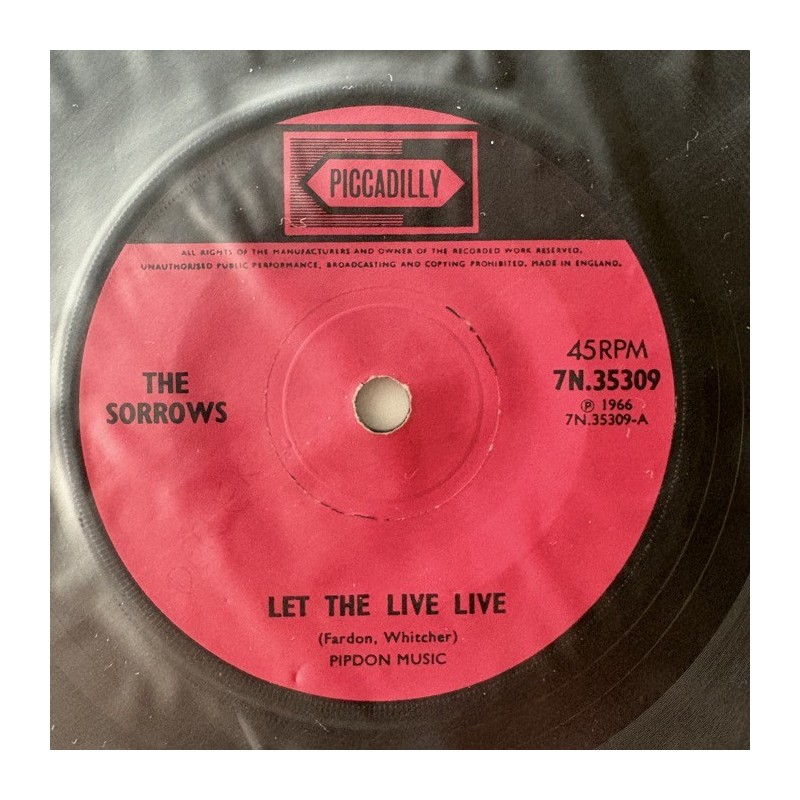 PICCADILLY
ALL RIGHTS OF THE MANUFACTURERS AND OWNER OF THE RECORDED WORK RESERVED.
UNAUTHORISED PUBLIC PERFORMANCE, BROADCASTING AND COPYING PROHIBITED. MADE IN ENGLAND.
THE
SORROWS
45RPM
7N.35309
℗ 1966
7N.35309-A
LET THE LIVE LIVE
(Fardon, Whitcher)
PIPDON MUSIC